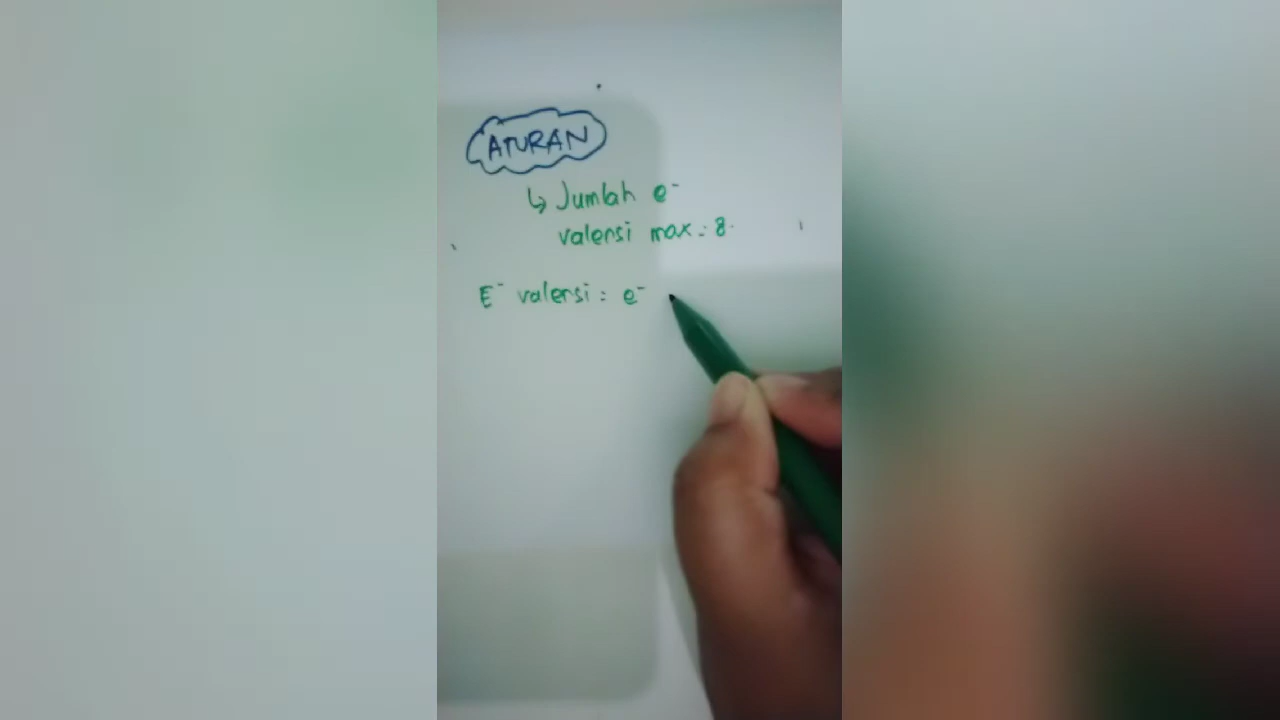 ATURAN
↳ Jumlah e⁻
valensi max = 8.
E⁻ valensi = e⁻